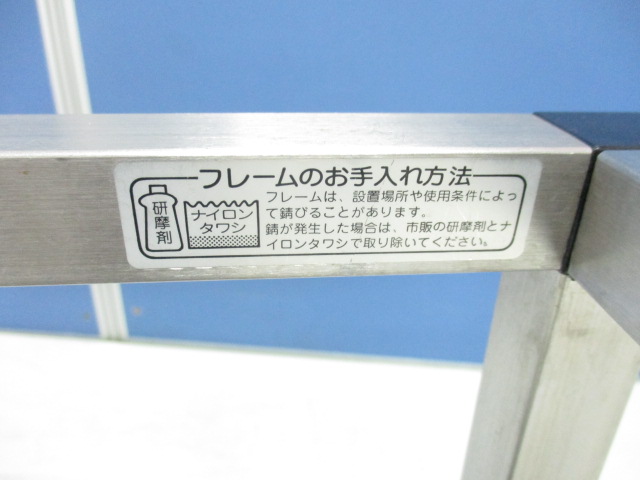 フレームのお手入れ方法
研摩剤
ナイロン
タワシ
フレームは、設置場所や使用条件によっ
て錆びることがあります。
錆が発生した場合は、市販の研摩剤とナ
イロンタワシで取り除いてください。